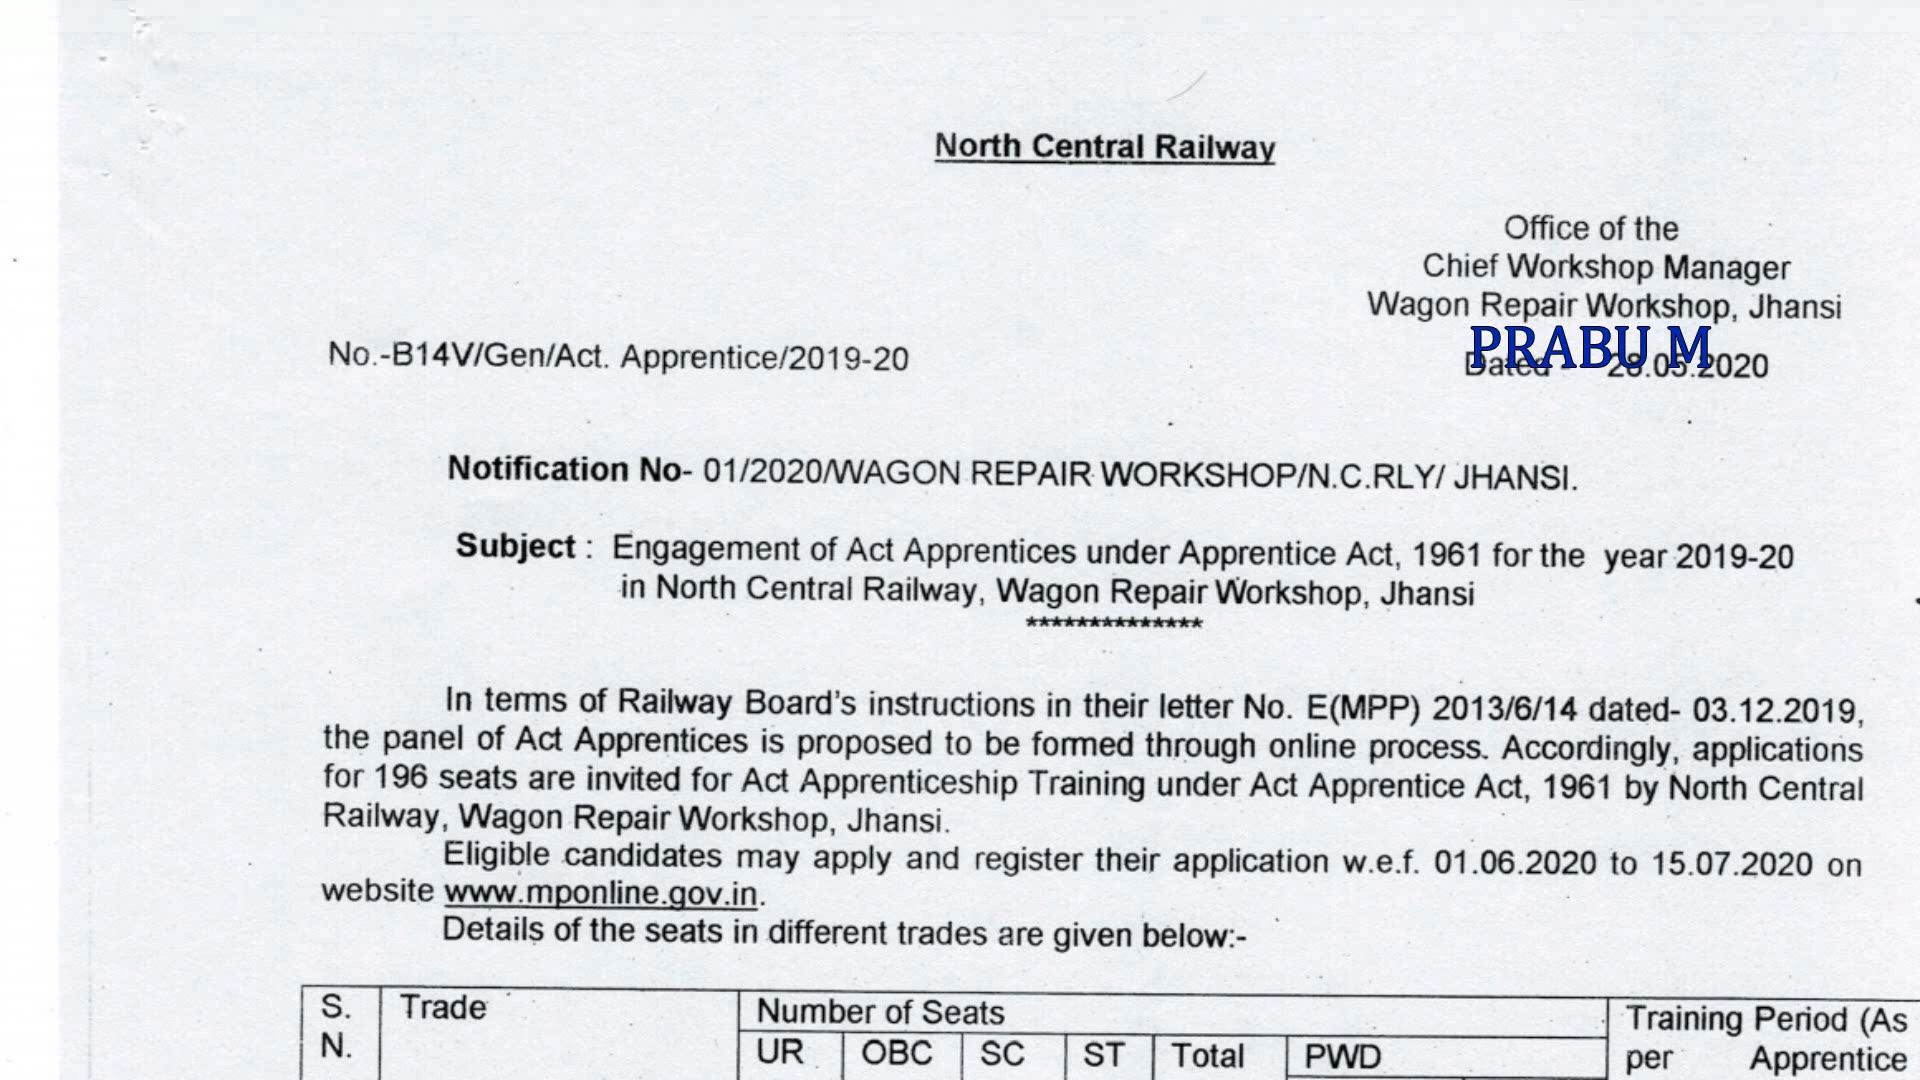 North Central Railway
Office of the
Chief Workshop Manager
Wagon Repair Workshop, Jhansi
PRABU M
No.-B14V/Gen/Act. Apprentice/2019-20
Dated - 28.05.2020
Notification No- 01/2020/WAGON REPAIR WORKSHOP/N.C.RLY/ JHANSI.
Subject : Engagement of Act Apprentices under Apprentice Act, 1961 for the year 2019-20
in North Central Railway, Wagon Repair Workshop, Jhansi
**************
In terms of Railway Board's instructions in their letter No. E(MPP) 2013/6/14 dated- 03.12.2019,
the panel of Act Apprentices is proposed to be formed through online process. Accordingly, applications
for 196 seats are invited for Act Apprenticeship Training under Act Apprentice Act, 1961 by North Central
Railway, Wagon Repair Workshop, Jhansi.
Eligible candidates may apply and register their application w.e.f. 01.06.2020 to 15.07.2020 on
website www.mponline.gov.in.
Details of the seats in different trades are given below:-
S. Trade Number of Seats Training Period (As
N. UR OBC SC ST Total PWD per Apprentice